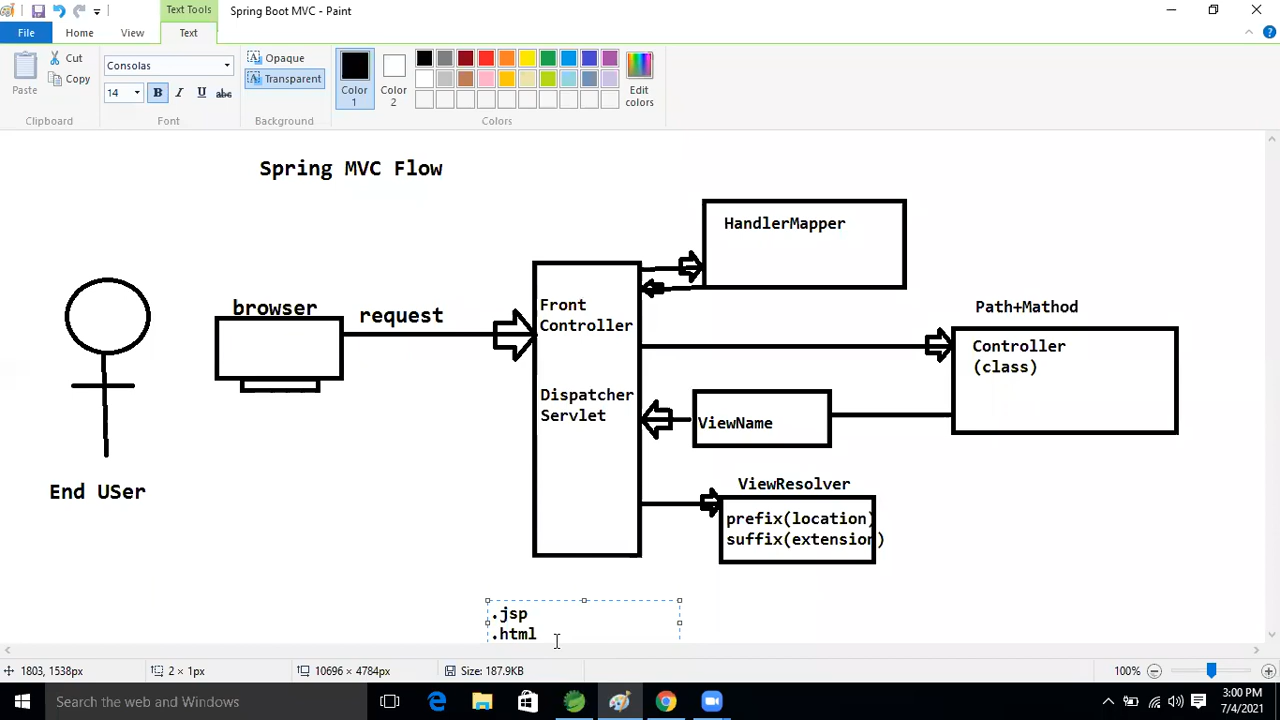 Text Tools
Spring Boot MVC - Paint
File
Home
View
Text
Paste
Cut
Copy
Clipboard
Consolas
14
B
I
U
abc
Font
Opaque
Transparent
Background
Color 1
Color 2
Edit colors
Colors
Spring MVC Flow
HandlerMapper
browser
request
Front
Controller
Dispatcher
Servlet
Path+Mathod
Controller
(class)
ViewName
End USer
ViewResolver
prefix(location)
suffix(extension)
.jsp
.html
1803, 1538px
2 × 1px
10696 × 4784px
Size: 187.9KB
100%
Search the web and Windows
3:00 PM
7/4/2021